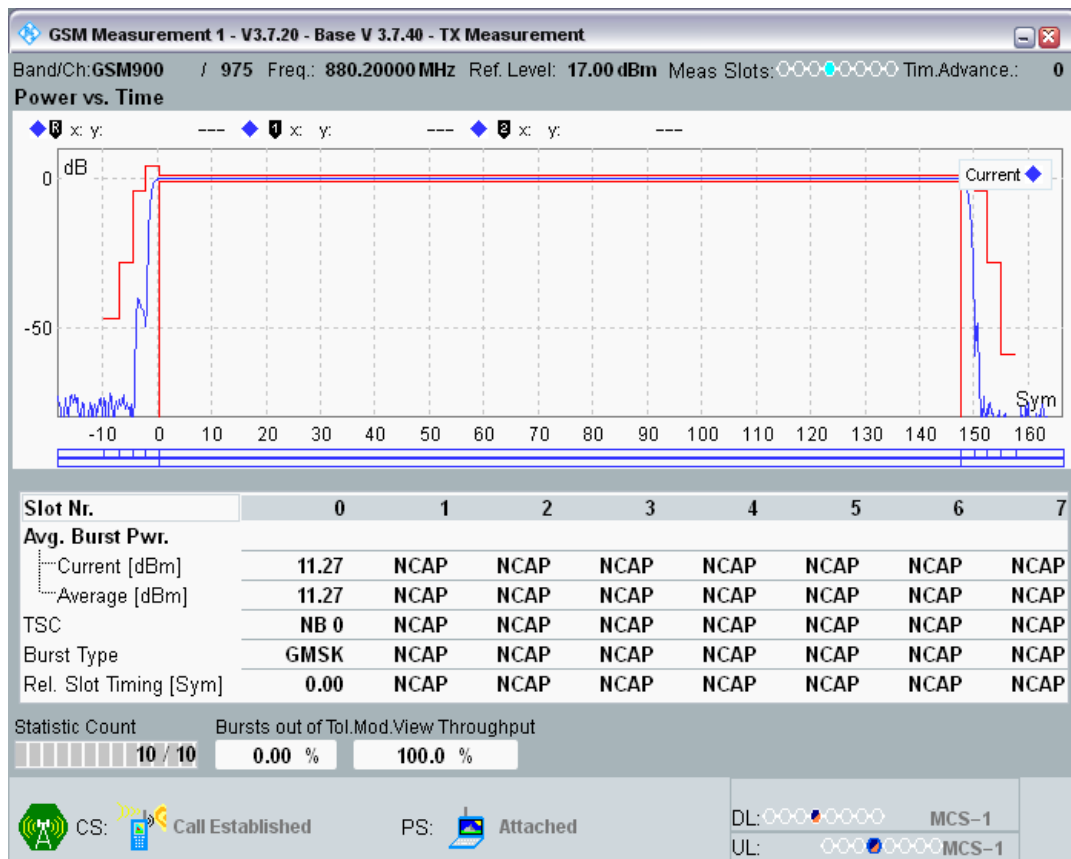 GSM Measurement 1 - V3.7.20 - Base V 3.7.40 - TX Measurement
Band/Ch:GSM900 / 975 Freq.: 880.20000 MHz Ref. Level: 17.00 dBm Meas Slots: Tim.Advance.: 0
Power vs. Time
R x: y: --- 1 x: y: --- 2 x: y: ---
dB
Current
0
-50
Sym
-10 0 10 20 30 40 50 60 70 80 90 100 110 120 130 140 150 160
Slot Nr. 0 1 2 3 4 5 6 7
Avg. Burst Pwr.
Current [dBm] 11.27 NCAP NCAP NCAP NCAP NCAP NCAP NCAP
Average [dBm] 11.27 NCAP NCAP NCAP NCAP NCAP NCAP NCAP
TSC NB 0 NCAP NCAP NCAP NCAP NCAP NCAP NCAP
Burst Type GMSK NCAP NCAP NCAP NCAP NCAP NCAP NCAP
Rel. Slot Timing [Sym] 0.00 NCAP NCAP NCAP NCAP NCAP NCAP NCAP
Statistic Count Bursts out of Tol.Mod.View Throughput
10 / 10 0.00 % 100.0 %
CS: Call Established PS: Attached
DL: MCS-1
UL: MCS-1